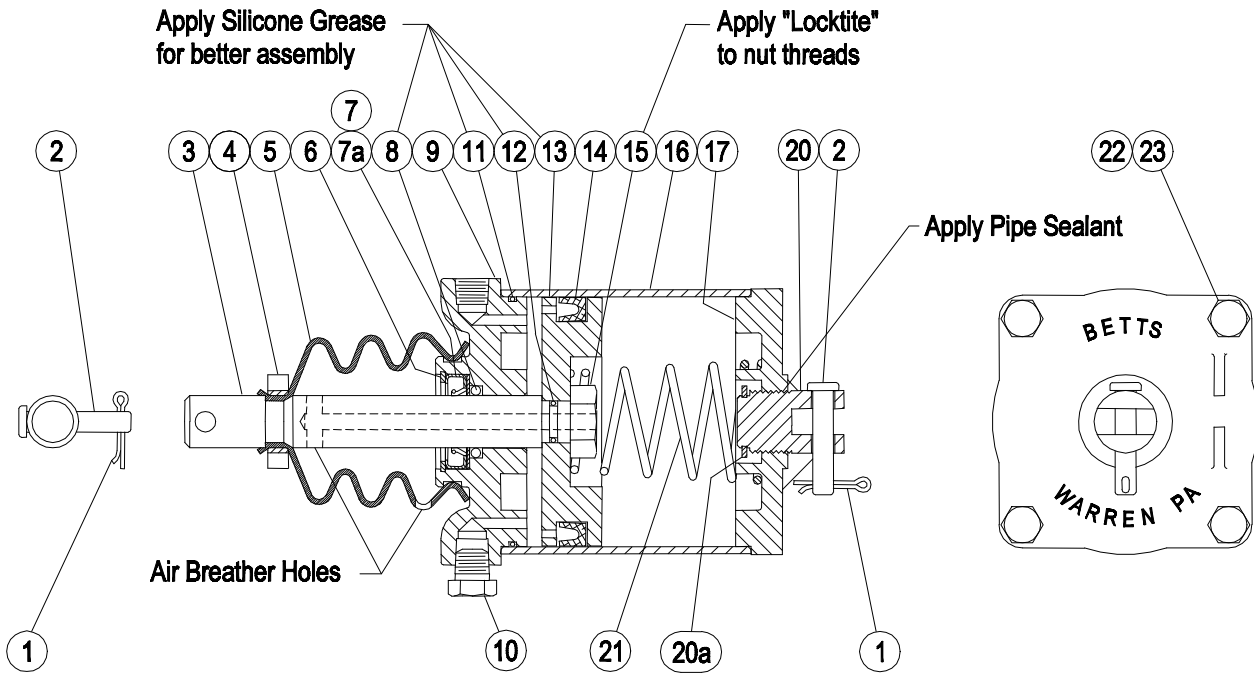 Apply Silicone Grease
for better assembly
Apply "Locktite"
to nut threads
7
2 3 4 5 6 7a 8 9 11 12 13 14 15 16 17 20 2 22 23
Apply Pipe Sealant
BETTS
WARREN PA
Air Breather Holes
1 10 21 20a 1